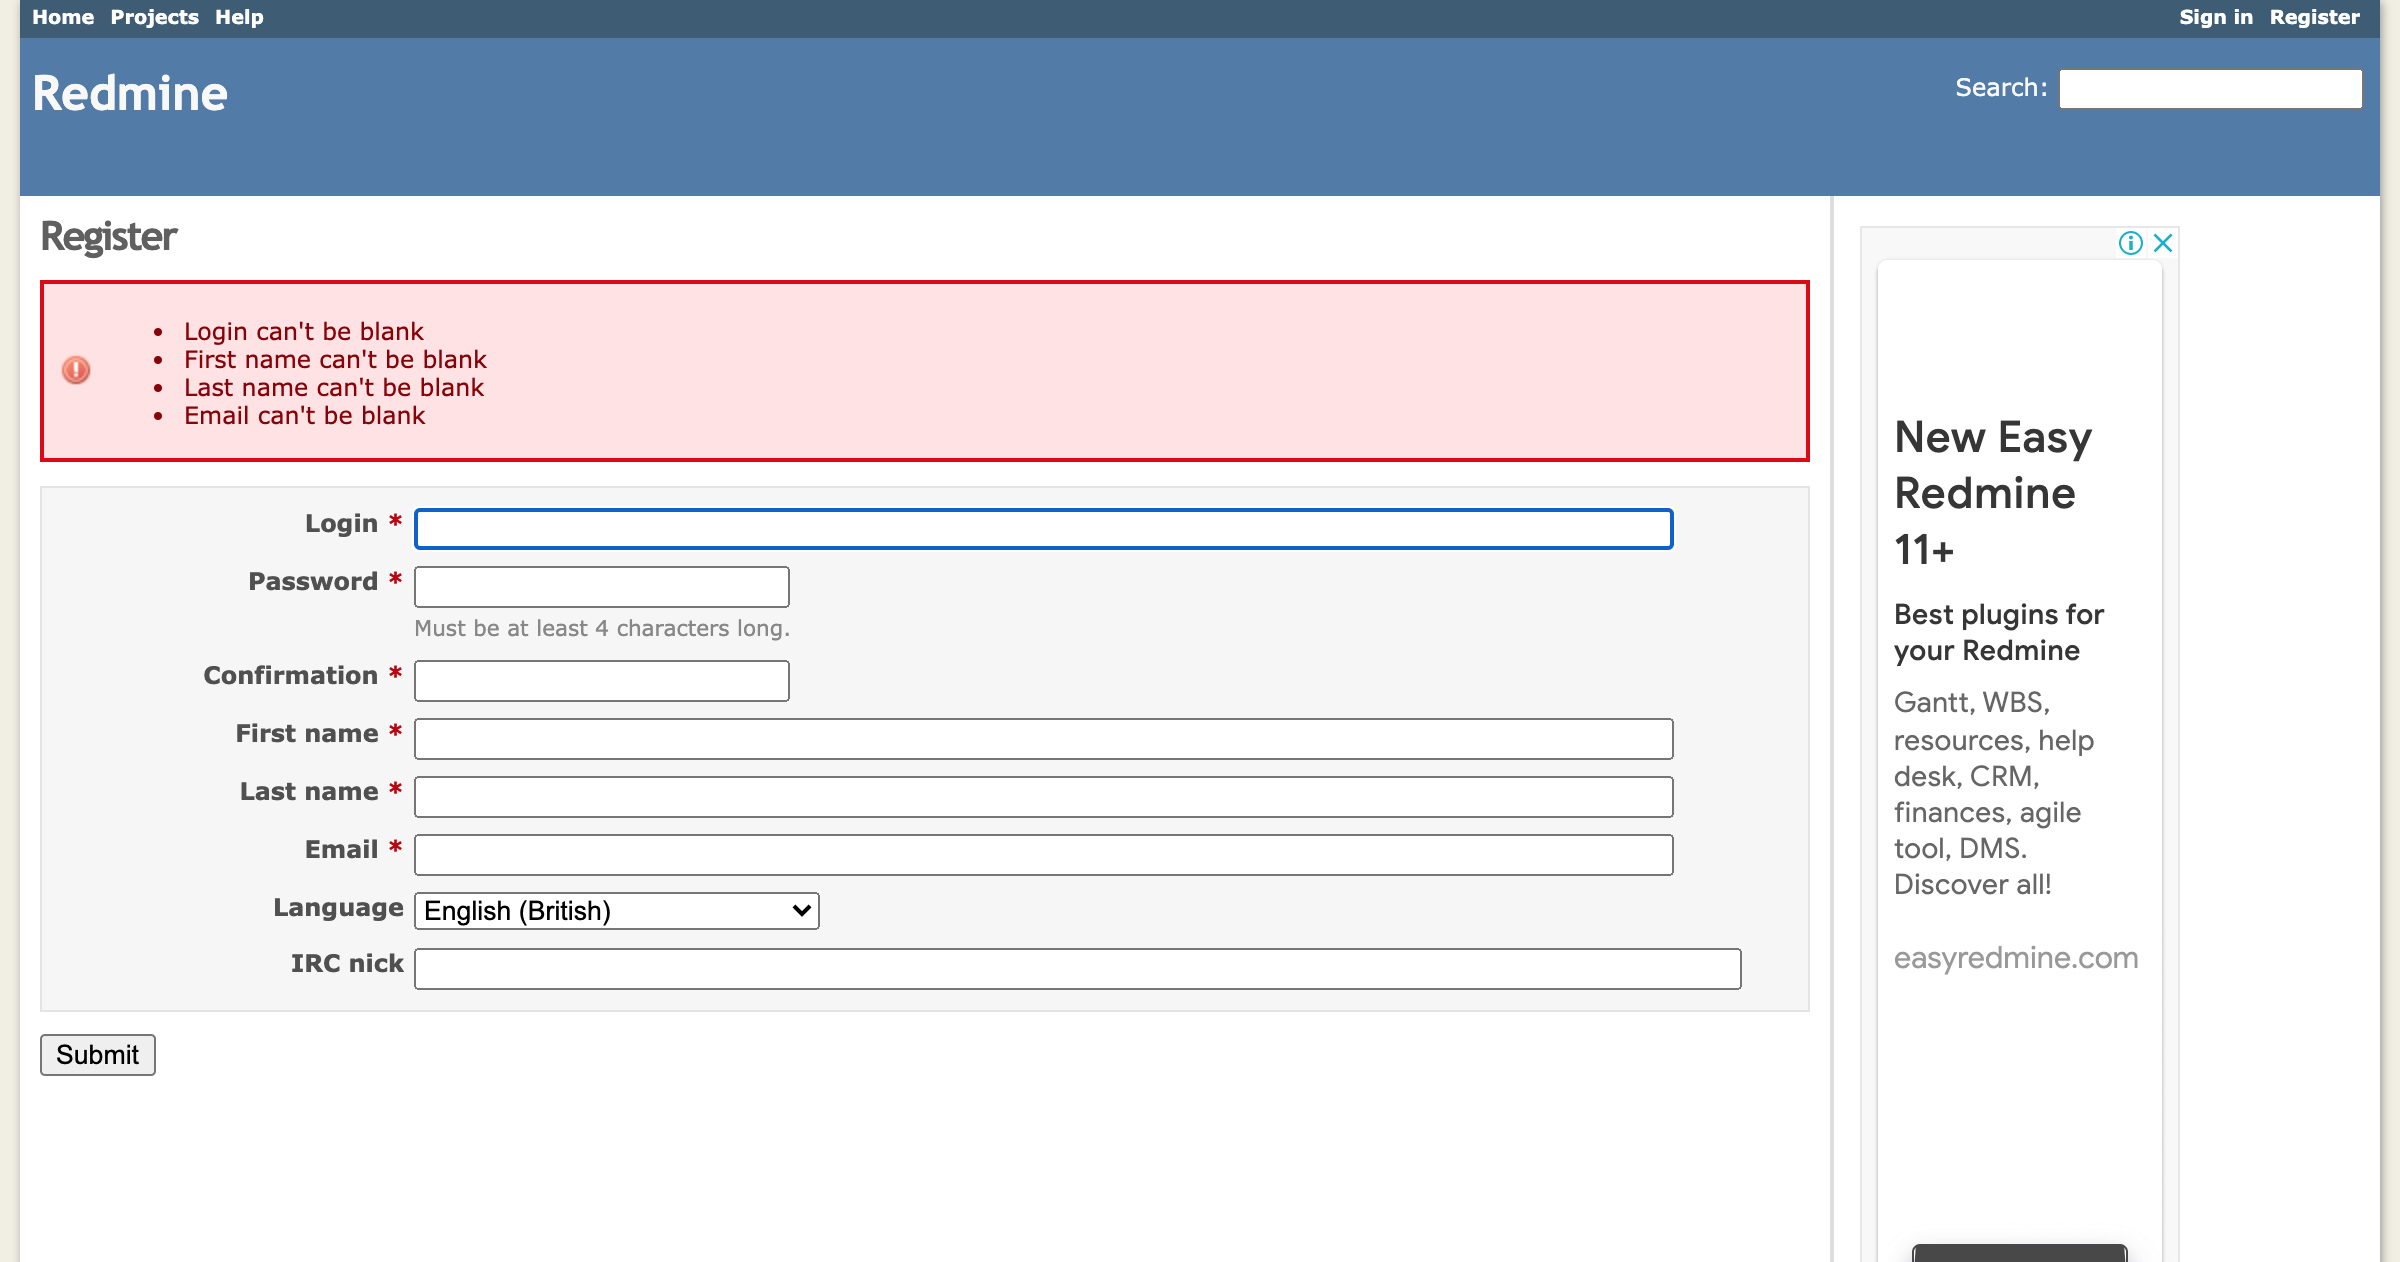 Home Projects Help
Sign in Register
Redmine
Search:
Register
Login can't be blank
First name can't be blank
Last name can't be blank
Email can't be blank
Login *
Password *
Must be at least 4 characters long.
Confirmation *
First name *
Last name *
Email *
Language English (British)
IRC nick
Submit
New Easy
Redmine
11+
Best plugins for
your Redmine
Gantt, WBS,
resources, help
desk, CRM,
finances, agile
tool, DMS.
Discover all!
easyredmine.com